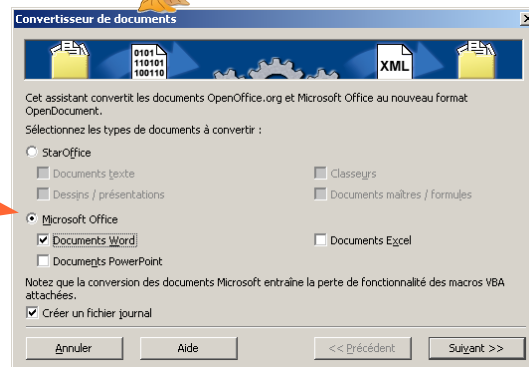 Convertisseur de documents
0101
110101
100110
XML
Cet assistant convertit les documents OpenOffice.org et Microsoft Office au nouveau format
OpenDocument.
Sélectionnez les types de documents à convertir :
StarOffice
Documents texte
Classeurs
Dessins / présentations
Documents maîtres / formules
Microsoft Office
Documents Word
Documents Excel
Documents PowerPoint
Notez que la conversion des documents Microsoft entraîne la perte de fonctionnalité des macros VBA
attachées.
Créer un fichier journal
Annuler
Aide
<< Précédent
Suivant >>